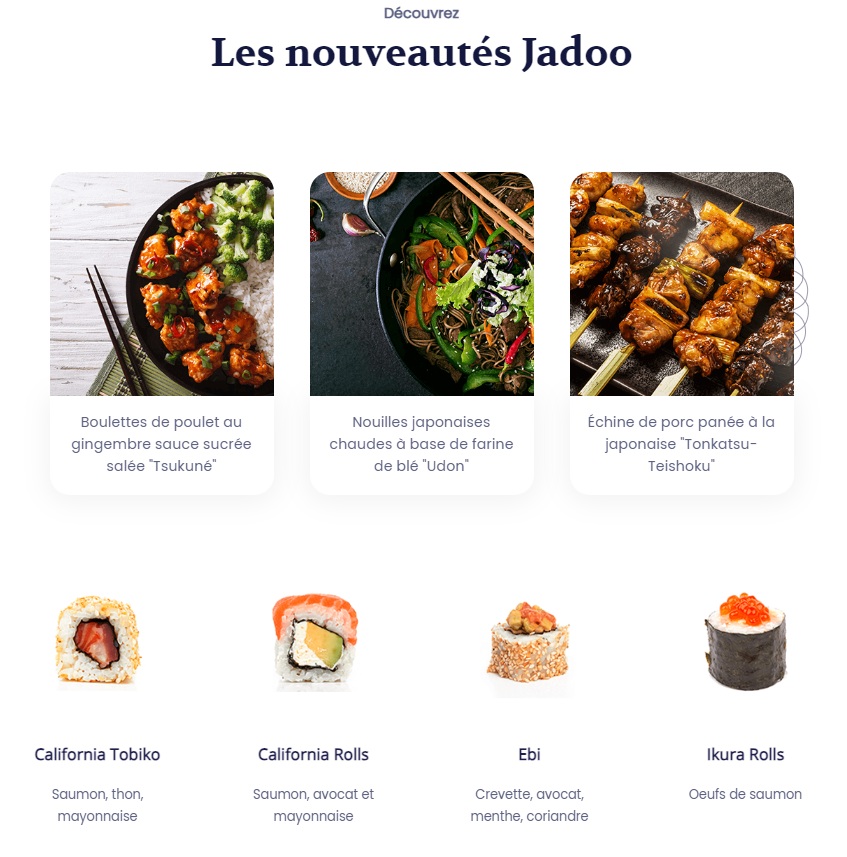 Découvrez
Les nouveautés Jadoo
Boulettes de poulet au
gingembre sauce sucrée
salée "Tsukuné"
Nouilles japonaises
chaudes à base de farine
de blé "Udon"
Échine de porc panée à la
japonaise "Tonkatsu-
Teishoku"
California Tobiko
Saumon, thon,
mayonnaise
California Rolls
Saumon, avocat et
mayonnaise
Ebi
Crevette, avocat,
menthe, coriandre
Ikura Rolls
Oeufs de saumon